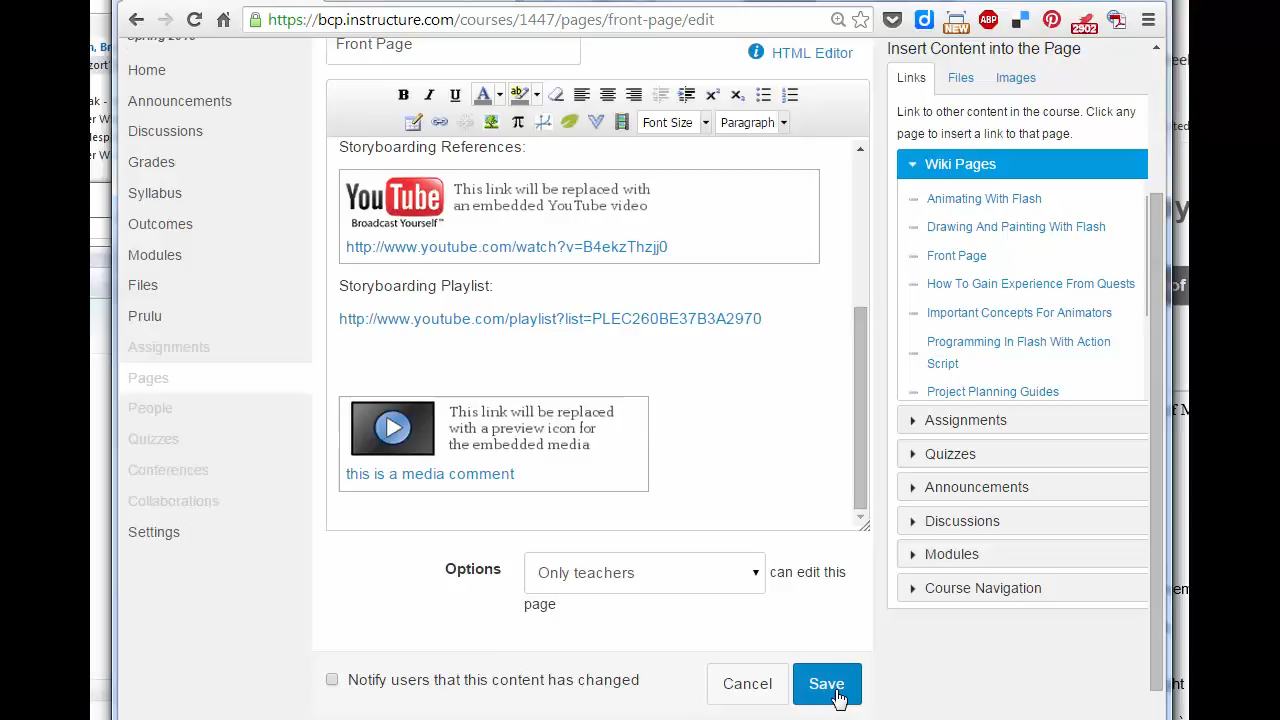 https://bcp.instructure.com/courses/1447/pages/front-page/edit
NEW
ABP
2502
Home
Announcements
Discussions
Grades
Syllabus
Outcomes
Modules
Files
Prulu
Assignments
Pages
People
Quizzes
Conferences
Collaborations
Settings
Front Page
HTML Editor
B I U A
Font Size
Paragraph
Storyboarding References:
YouTube
Broadcast Yourself™
This link will be replaced with
an embedded YouTube video
http://www.youtube.com/watch?v=B4ekzThzjj0
Storyboarding Playlist:
http://www.youtube.com/playlist?list=PLEC260BE37B3A2970
This link will be replaced
with a preview icon for
the embedded media
this is a media comment
Options
Only teachers
can edit this
page
Notify users that this content has changed
Cancel
Save
Insert Content into the Page
Links
Files
Images
Link to other content in the course. Click any
page to insert a link to that page.
Wiki Pages
Animating With Flash
Drawing And Painting With Flash
Front Page
How To Gain Experience From Quests
Important Concepts For Animators
Programming In Flash With Action
Script
Project Planning Guides
Assignments
Quizzes
Announcements
Discussions
Modules
Course Navigation